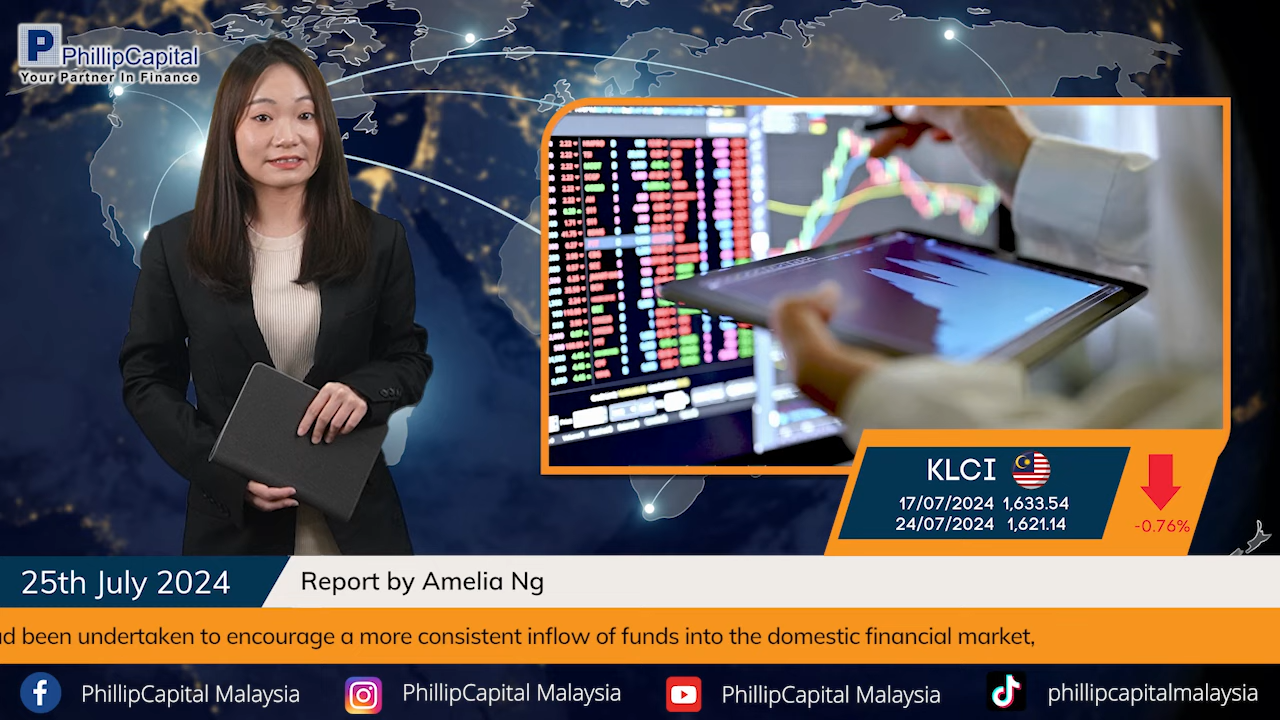 P PhillipCapital
Your Partner In Finance
KLCI
17/07/2024 1,633.54
24/07/2024 1,621.14
-0.76%
25th July 2024
Report by Amelia Ng
been undertaken to encourage a more consistent inflow of funds into the domestic financial market,
PhillipCapital Malaysia
PhillipCapital Malaysia
PhillipCapital Malaysia
phillipcapitalmalaysia